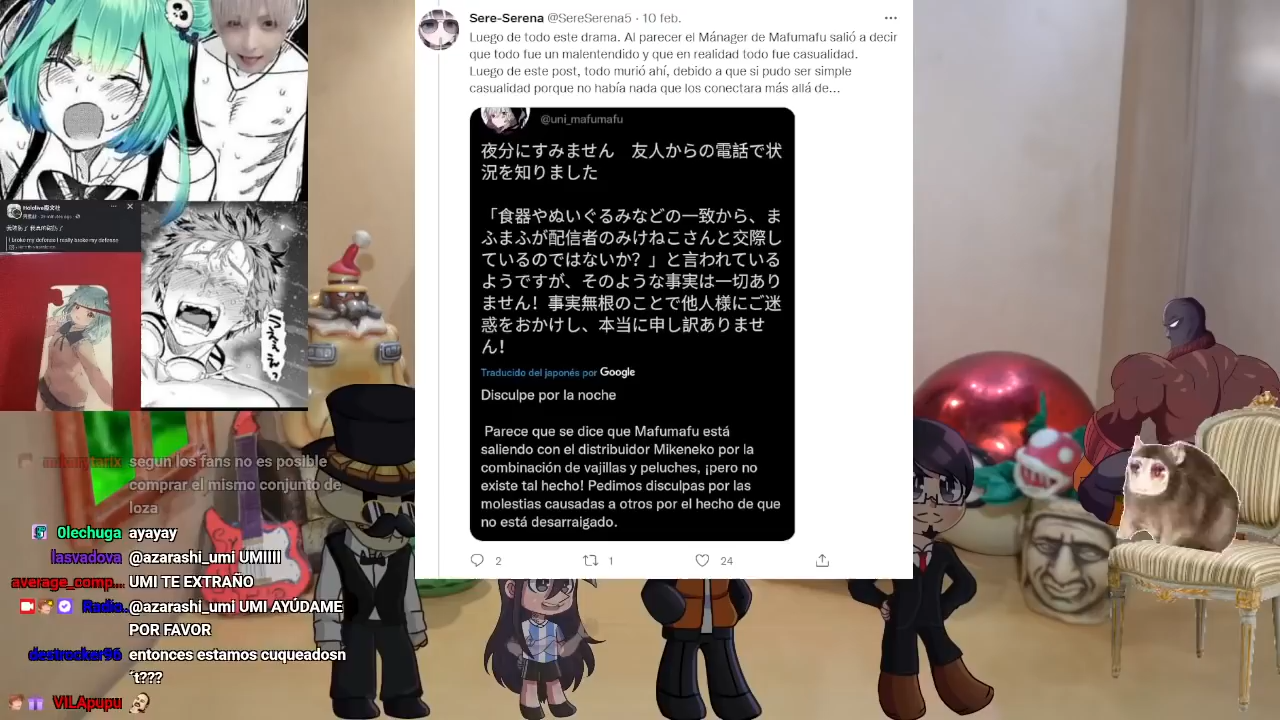 Sere-Serena @SereSerena5 · 10 feb.
Luego de todo este drama. Al parecer el Mánager de Mafumafu salió a decir
que todo fue un malentendido y que en realidad todo fue casualidad.
Luego de este post, todo murió ahí, debido a que si pudo ser simple
casualidad porque no había nada que los conectara más allá de...
@uni_mafumafu
夜分にすみません　友人からの電話で状
況を知りました
「食器やぬいぐるみなどの一致から、ま
ふまふが配信者のみけねこさんと交際し
ているのではないか？」と言われている
ようですが、そのような事実は一切あり
ません！事実無根のことで他人様にご迷
惑をおかけし、本当に申し訳ありませ
ん！
Traducido del japonés por Google
Disculpe por la noche
Parece que se dice que Mafumafu está
saliendo con el distribuidor Mikeneko por la
combinación de vajillas y peluches, ¡pero no
existe tal hecho! Pedimos disculpas por las
molestias causadas a otros por el hecho de que
no está desarraigado.
2 1 24
I broke my defense I really broke my defense
segun los fans no es posible
comprar el mismo conjunto de
loza
0lechuga ayayay
lasvadova @azarashi_umi UMIIII
average_comp... UMI TE EXTRAÑO
Radio.. @azarashi_umi UMI AYÚDAME
POR FAVOR
destrocker96 entonces estamos cuqueadosn
´t???
VILApupu